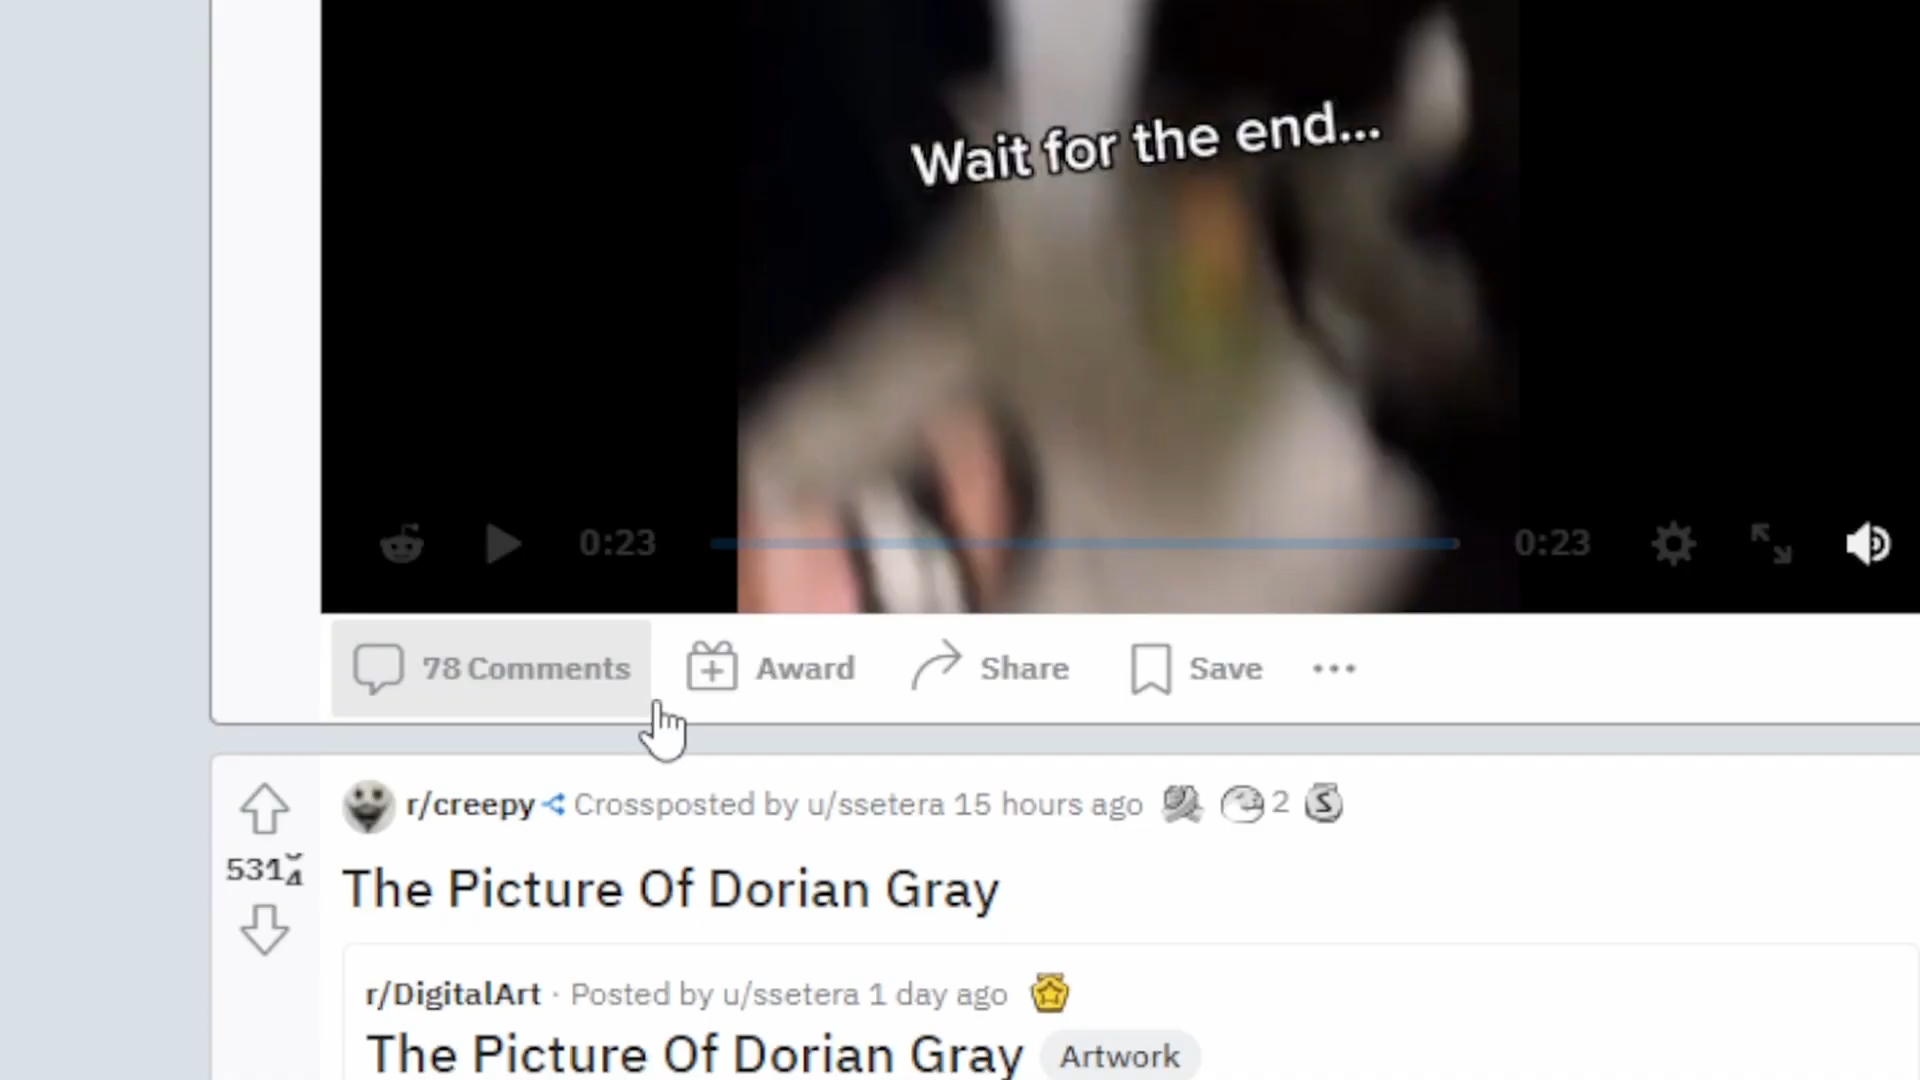 Wait for the end...
0:23 0:23
78 Comments Award Share Save
r/creepy Crossposted by u/ssetera 15 hours ago 2
531
The Picture Of Dorian Gray
r/DigitalArt · Posted by u/ssetera 1 day ago
The Picture Of Dorian Gray Artwork